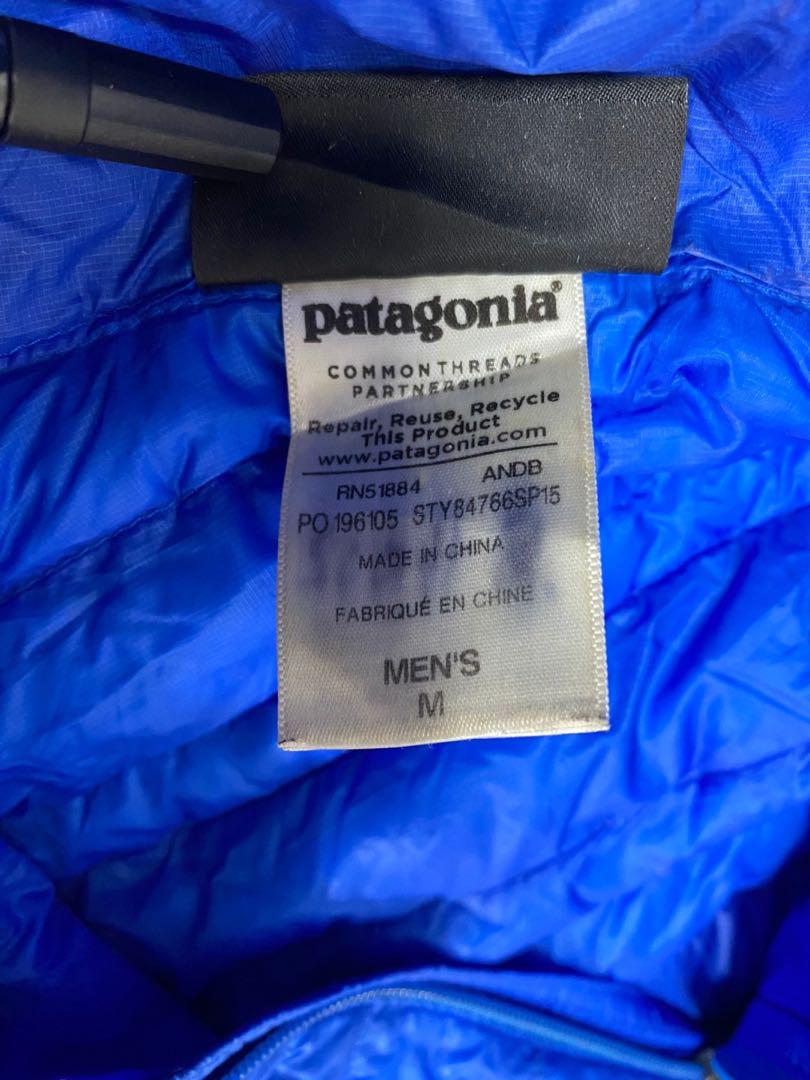 patagonia®
COMMON THREADS
PARTNERSHIP
Repair, Reuse, Recycle
This Product
www.patagonia.com
RN51884 ANDB
PO 196105 STY84766SP15
MADE IN CHINA
FABRIQUÉ EN CHINE
MEN'S
M